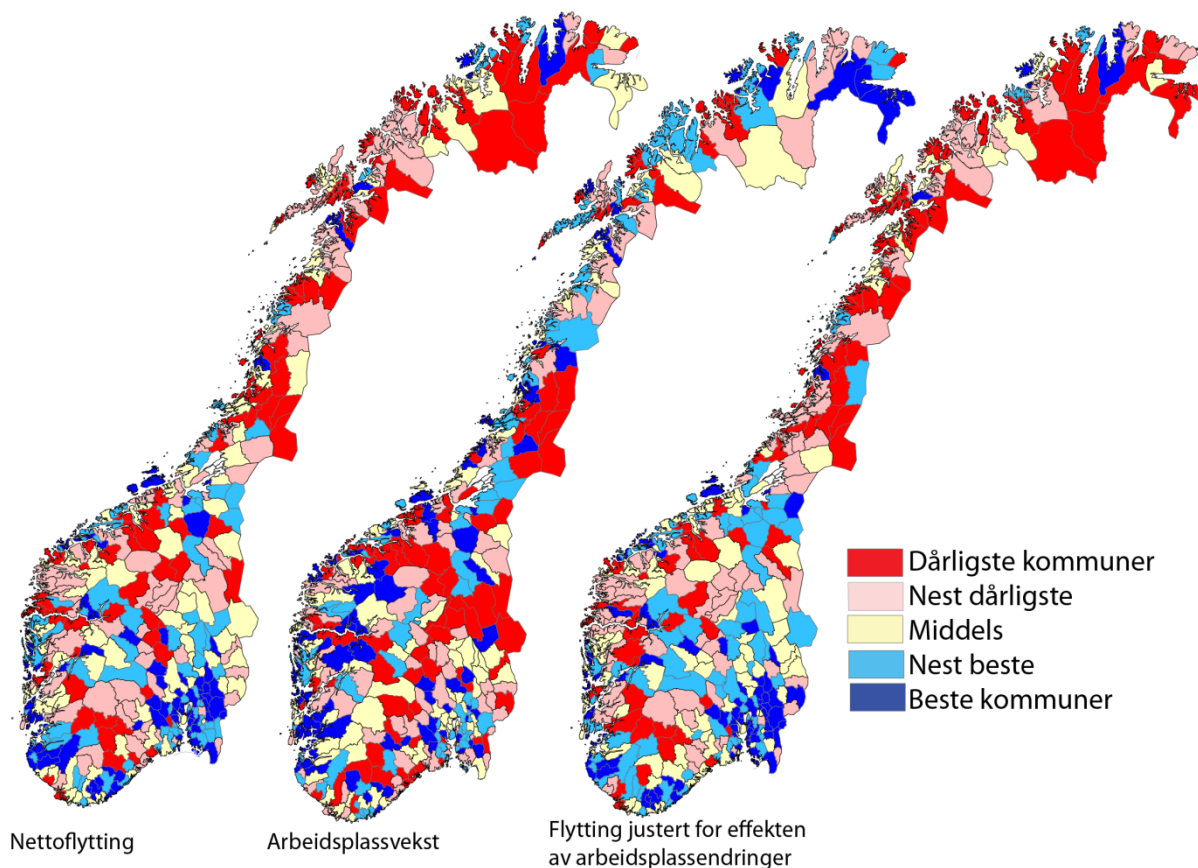 Dårligste kommuner
Nest dårligste
Middels
Nest beste
Beste kommuner
Nettoflytting
Arbeidsplassvekst
Flytting justert for effekten
av arbeidsplassendringer